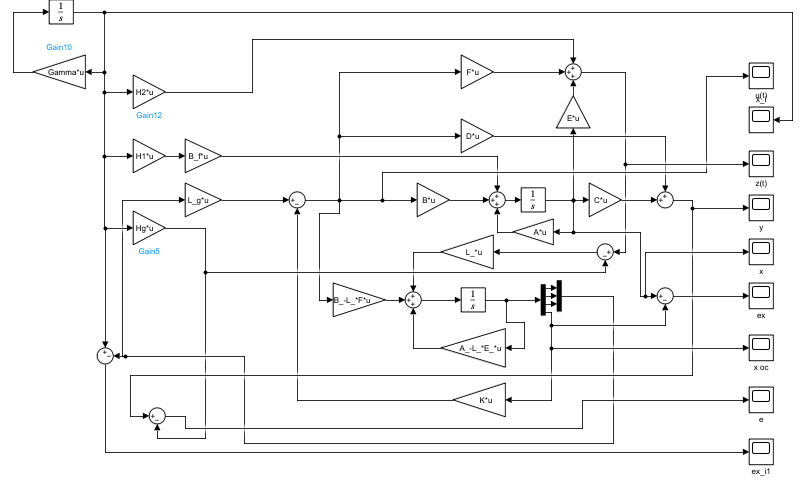 1
s
Gain10
Gamma*u
H2*u
Gain12
F*u
E*u
u(t)
D*u
H1*u
B_f*u
z(t)
L_g*u
B*u
1
s
C*u
y
Hg*u
A*u
Gain5
L_*u
x
B_-L_*F*u
1
s
ex
A_-L_*E_*u
x oc
K*u
e
ex_i1